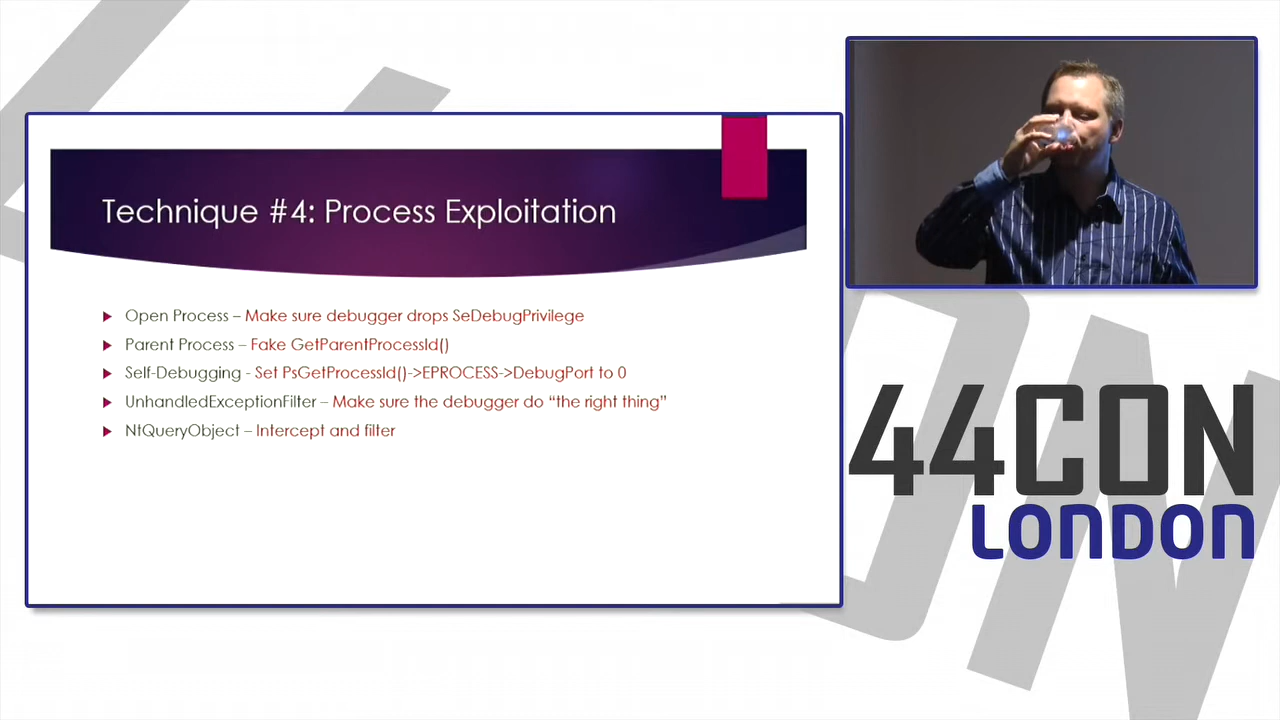 Technique #4: Process Exploitation
Open Process – Make sure debugger drops SeDebugPrivilege
Parent Process – Fake GetParentProcessId()
Self-Debugging - Set PsGetProcessId()->EPROCESS->DebugPort to 0
UnhandledExceptionFilter – Make sure the debugger do “the right thing”
NtQueryObject – Intercept and filter
44CON
LONDON